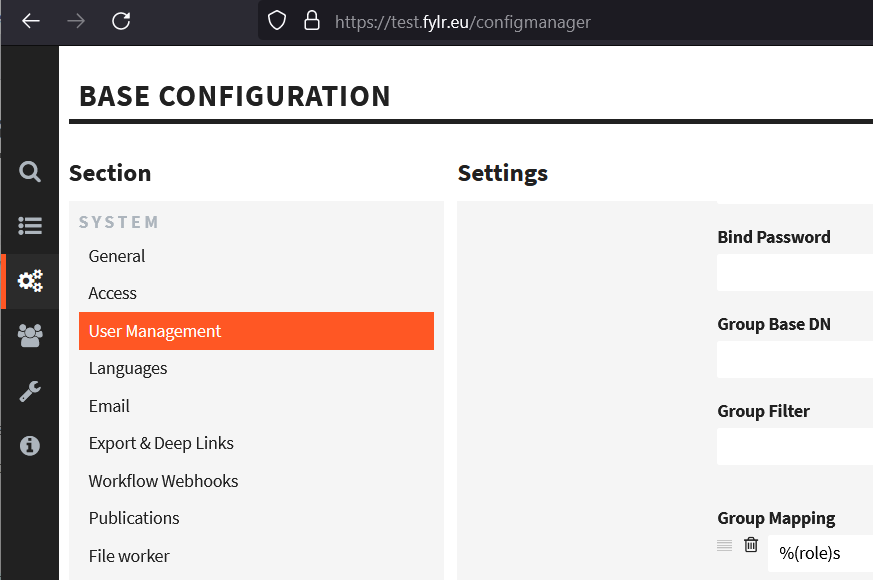 https://test.fylr.eu/configmanager
BASE CONFIGURATION
Section
Settings
SYSTEM
General
Access
User Management
Languages
Email
Export & Deep Links
Workflow Webhooks
Publications
File worker
Bind Password
Group Base DN
Group Filter
Group Mapping
%(role)s